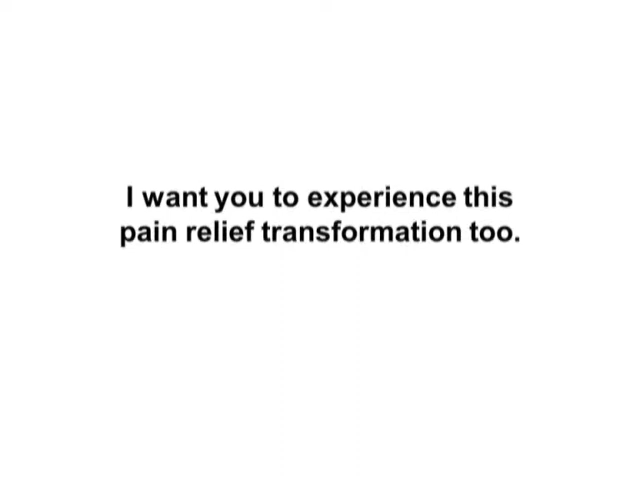 I want you to experience this
pain relief transformation too.